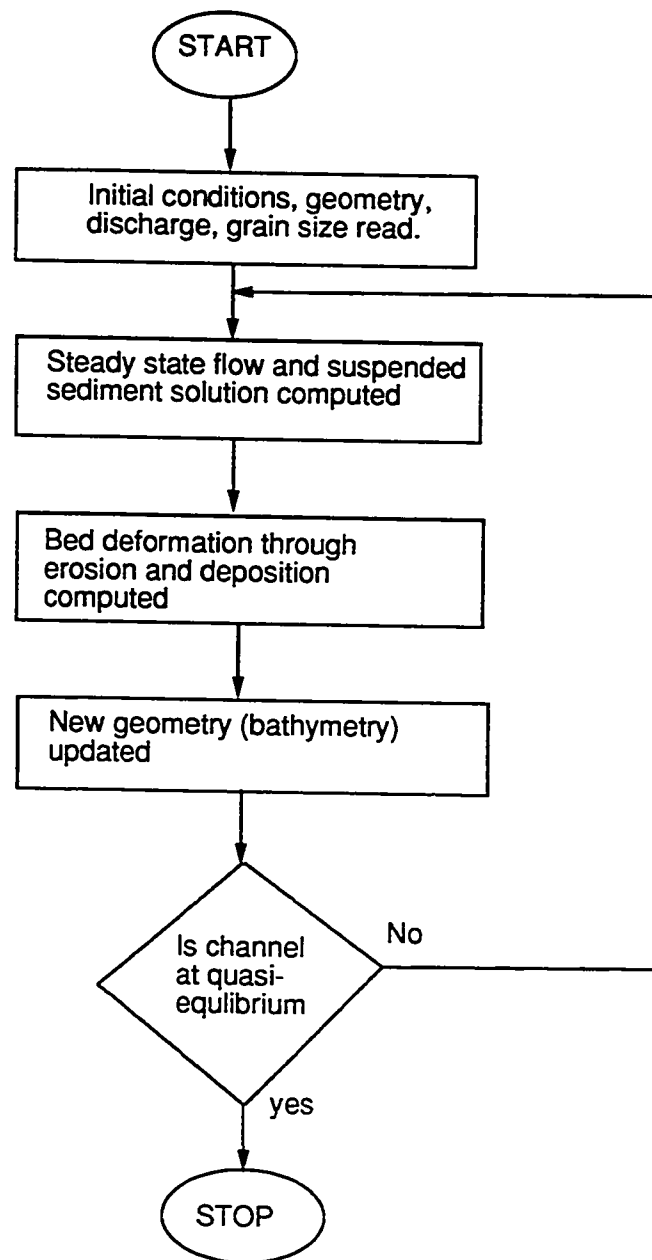 START
Initial conditions, geometry,
discharge, grain size read.
Steady state flow and suspended
sediment solution computed
Bed deformation through
erosion and deposition
computed
New geometry (bathymetry)
updated
Is channel
at quasi-
equlibrium
No
yes
STOP